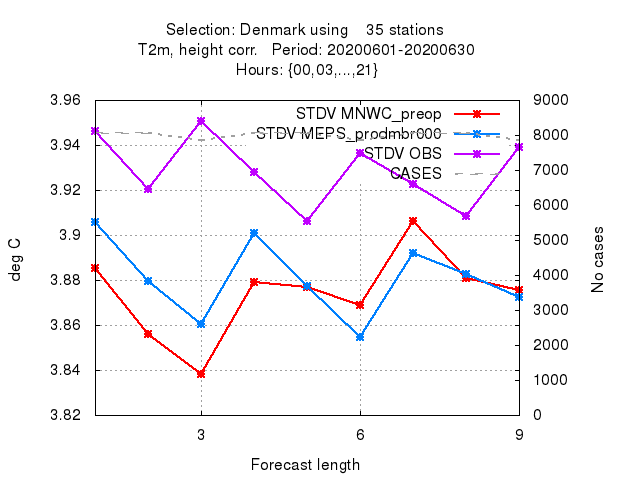 Selection: Denmark using    35 stations
T2m, height corr.   Period: 20200601-20200630
Hours: {00,03,...,21}
3.96
3.94
3.92
3.9
3.88
3.86
3.84
3.82
9000
8000
7000
6000
5000
4000
3000
2000
1000
0
STDV MNWC_preop
STDV MEPS_prodmbr000
STDV OBS
CASES
deg C
No cases
3
6
9
Forecast length